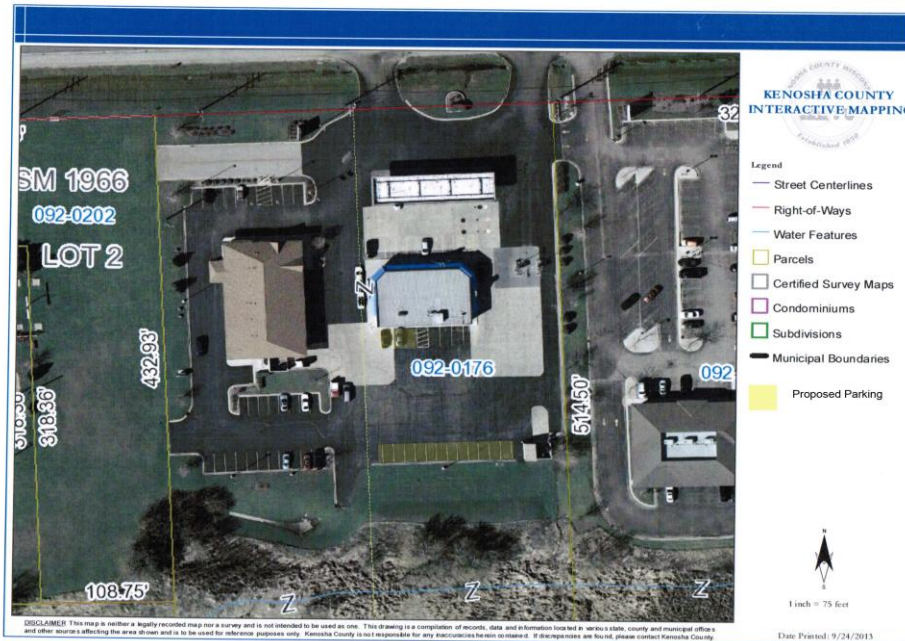 KENOSHA COUNTY WISCONSIN
KENOSHA COUNTY
INTERACTIVE MAPPING
Established 1850
Legend
Street Centerlines
Right-of-Ways
Water Features
Parcels
Certified Survey Maps
Condominiums
Subdivisions
Municipal Boundaries
Proposed Parking
SM 1966
092-0202
LOT 2
32
Z
432.93'
318.36'
092-0176
514.50'
092-
108.75'
Z
Z
Z
N
1 inch = 75 feet
DISCLAIMER This map is neither a legally recorded map nor a survey and is not intended to be used as one. This drawing is a compilation of records, data and information located in various state, county and municipal offices
and other sources affecting the area shown and is to be used for reference purposes only. Kenosha County is not responsible for any inaccuracies herein contained. If discrepancies are found, please contact Kenosha County.
Date Printed: 9/24/2013